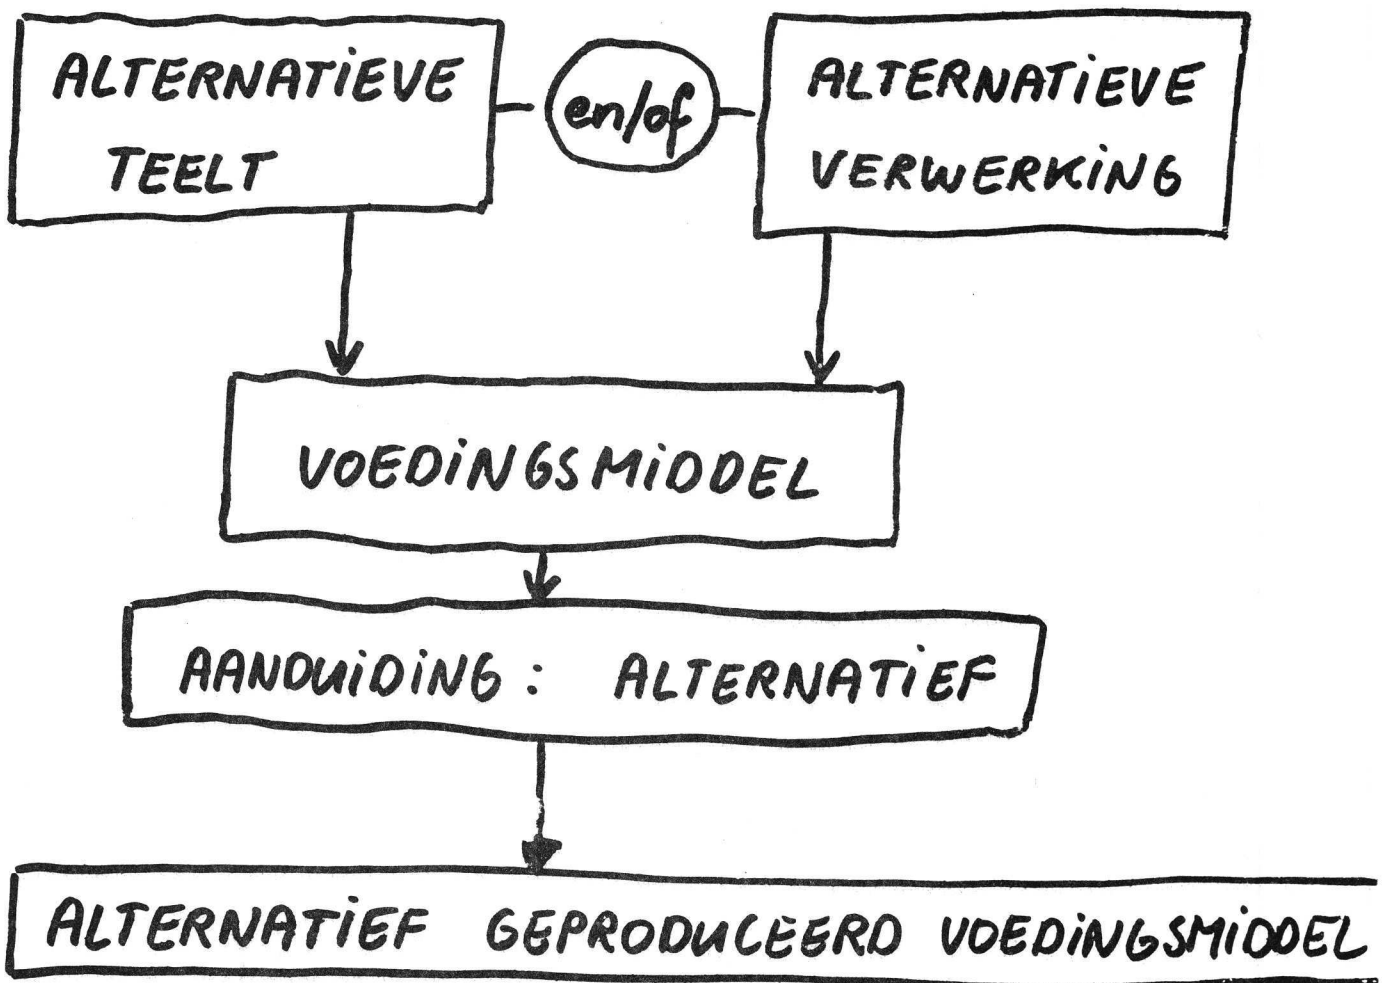 ALTERNATiEVE
TEELT
en/of
ALTERNATiEVE
VERWERKiNG
VOEDiNGSMiDDEL
AANDUiDiNG : ALTERNATiEF
ALTERNATiEF GEPRODUCEERD VOEDiNGSMiDDEL